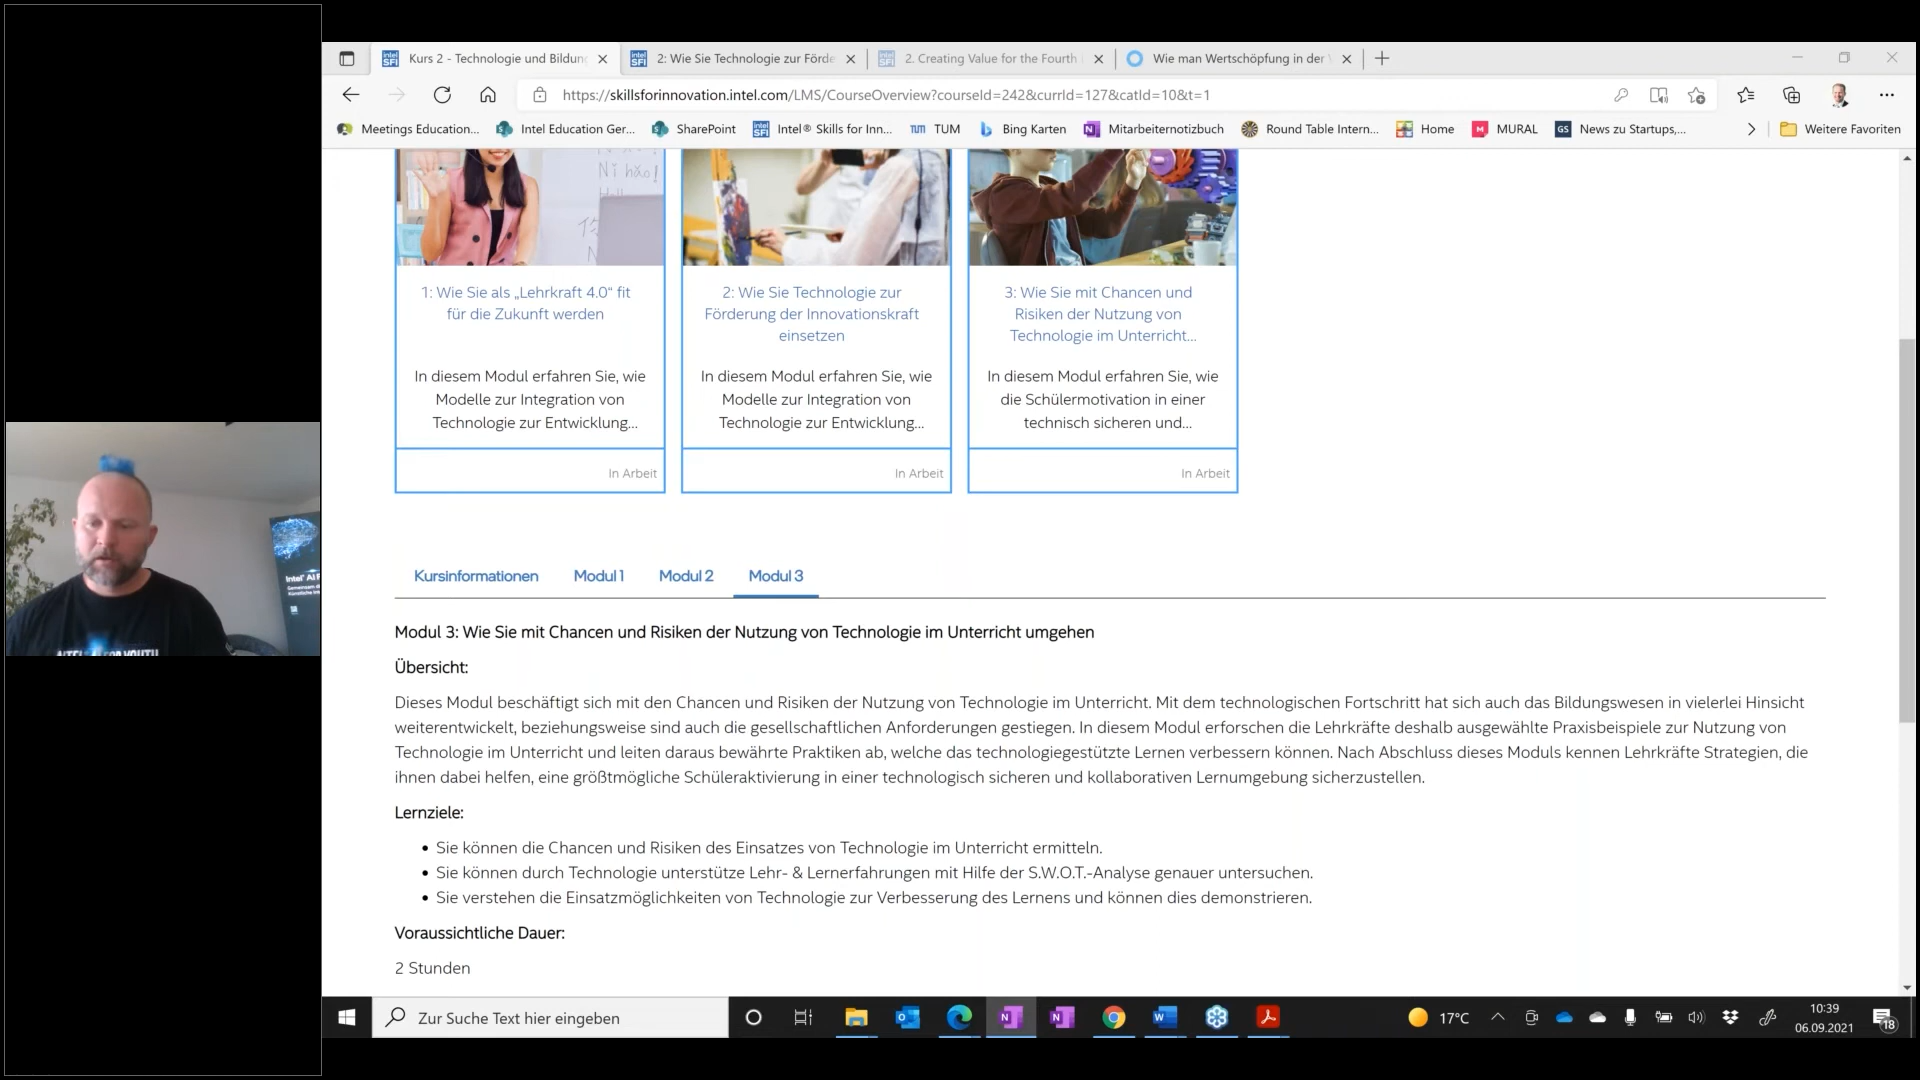 Kurs 2 - Technologie und Bildun
2: Wie Sie Technologie zur Förde
2. Creating Value for the Fourth
Wie man Wertschöpfung in der
https://skillsforinnovation.intel.com/LMS/CourseOverview?courseId=242&currId=127&catId=10&t=1
Meetings Education...
Intel Education Ger...
SharePoint
Intel® Skills for Inn...
TUM
Bing Karten
Mitarbeiternotizbuch
Round Table Intern...
Home
MURAL
News zu Startups,...
Weitere Favoriten
Ni hǎo!
1: Wie Sie als „Lehrkraft 4.0“ fit
für die Zukunft werden
In diesem Modul erfahren Sie, wie
Modelle zur Integration von
Technologie zur Entwicklung...
In Arbeit
2: Wie Sie Technologie zur
Förderung der Innovationskraft
einsetzen
In diesem Modul erfahren Sie, wie
Modelle zur Integration von
Technologie zur Entwicklung...
In Arbeit
3: Wie Sie mit Chancen und
Risiken der Nutzung von
Technologie im Unterricht...
In diesem Modul erfahren Sie, wie
die Schülermotivation in einer
technisch sicheren und...
In Arbeit
Kursinformationen
Modul 1
Modul 2
Modul 3
Modul 3: Wie Sie mit Chancen und Risiken der Nutzung von Technologie im Unterricht umgehen
Übersicht:
Dieses Modul beschäftigt sich mit den Chancen und Risiken der Nutzung von Technologie im Unterricht. Mit dem technologischen Fortschritt hat sich auch das Bildungswesen in vielerlei Hinsicht
weiterentwickelt, beziehungsweise sind auch die gesellschaftlichen Anforderungen gestiegen. In diesem Modul erforschen die Lehrkräfte deshalb ausgewählte Praxisbeispiele zur Nutzung von
Technologie im Unterricht und leiten daraus bewährte Praktiken ab, welche das technologiegestützte Lernen verbessern können. Nach Abschluss dieses Moduls kennen Lehrkräfte Strategien, die
ihnen dabei helfen, eine größtmögliche Schüleraktivierung in einer technologisch sicheren und kollaborativen Lernumgebung sicherzustellen.
Lernziele:
• Sie können die Chancen und Risiken des Einsatzes von Technologie im Unterricht ermitteln.
• Sie können durch Technologie unterstütze Lehr- & Lernerfahrungen mit Hilfe der S.W.O.T.-Analyse genauer untersuchen.
• Sie verstehen die Einsatzmöglichkeiten von Technologie zur Verbesserung des Lernens und können dies demonstrieren.
Voraussichtliche Dauer:
2 Stunden
Zur Suche Text hier eingeben
17°C
10:39
06.09.2021
18